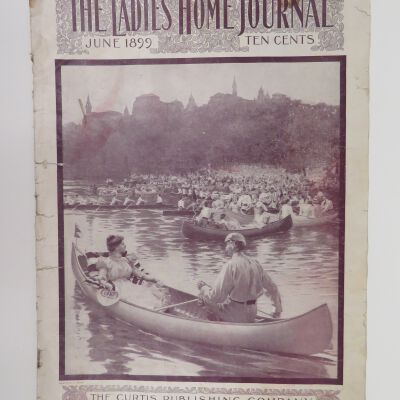 THE LADIES' HOME JOURNAL
JUNE 1899 TEN CENTS
THE CURTIS PUBLISHING COMPANY